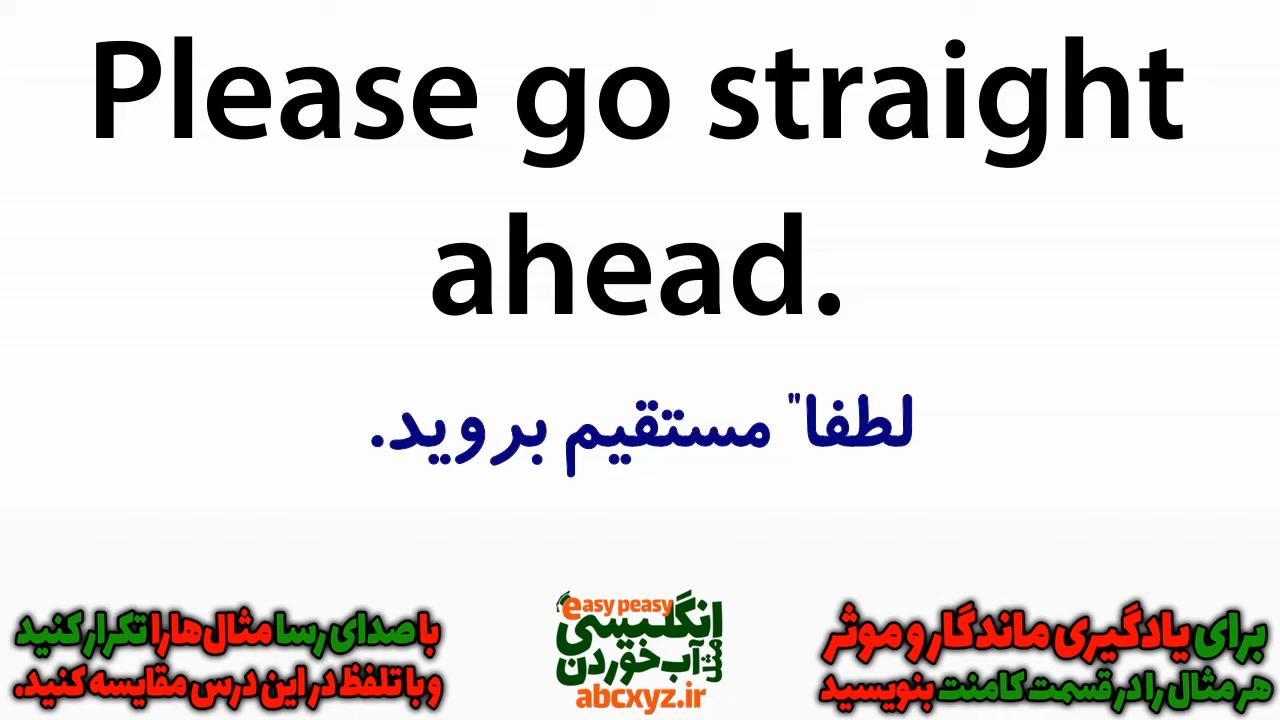 Please go straight
ahead.
لطفا" مستقیم بروید.
برای یادگیری ماندگار و موثر
هر مثال را در قسمت کامنت بنویسید
easy peasy
انگلیسی
مثل آب خوردن
abcxyz.ir
با صدای رسا مثال‌ها را تکرار کنید
و با تلفظ در این درس مقایسه کنید.